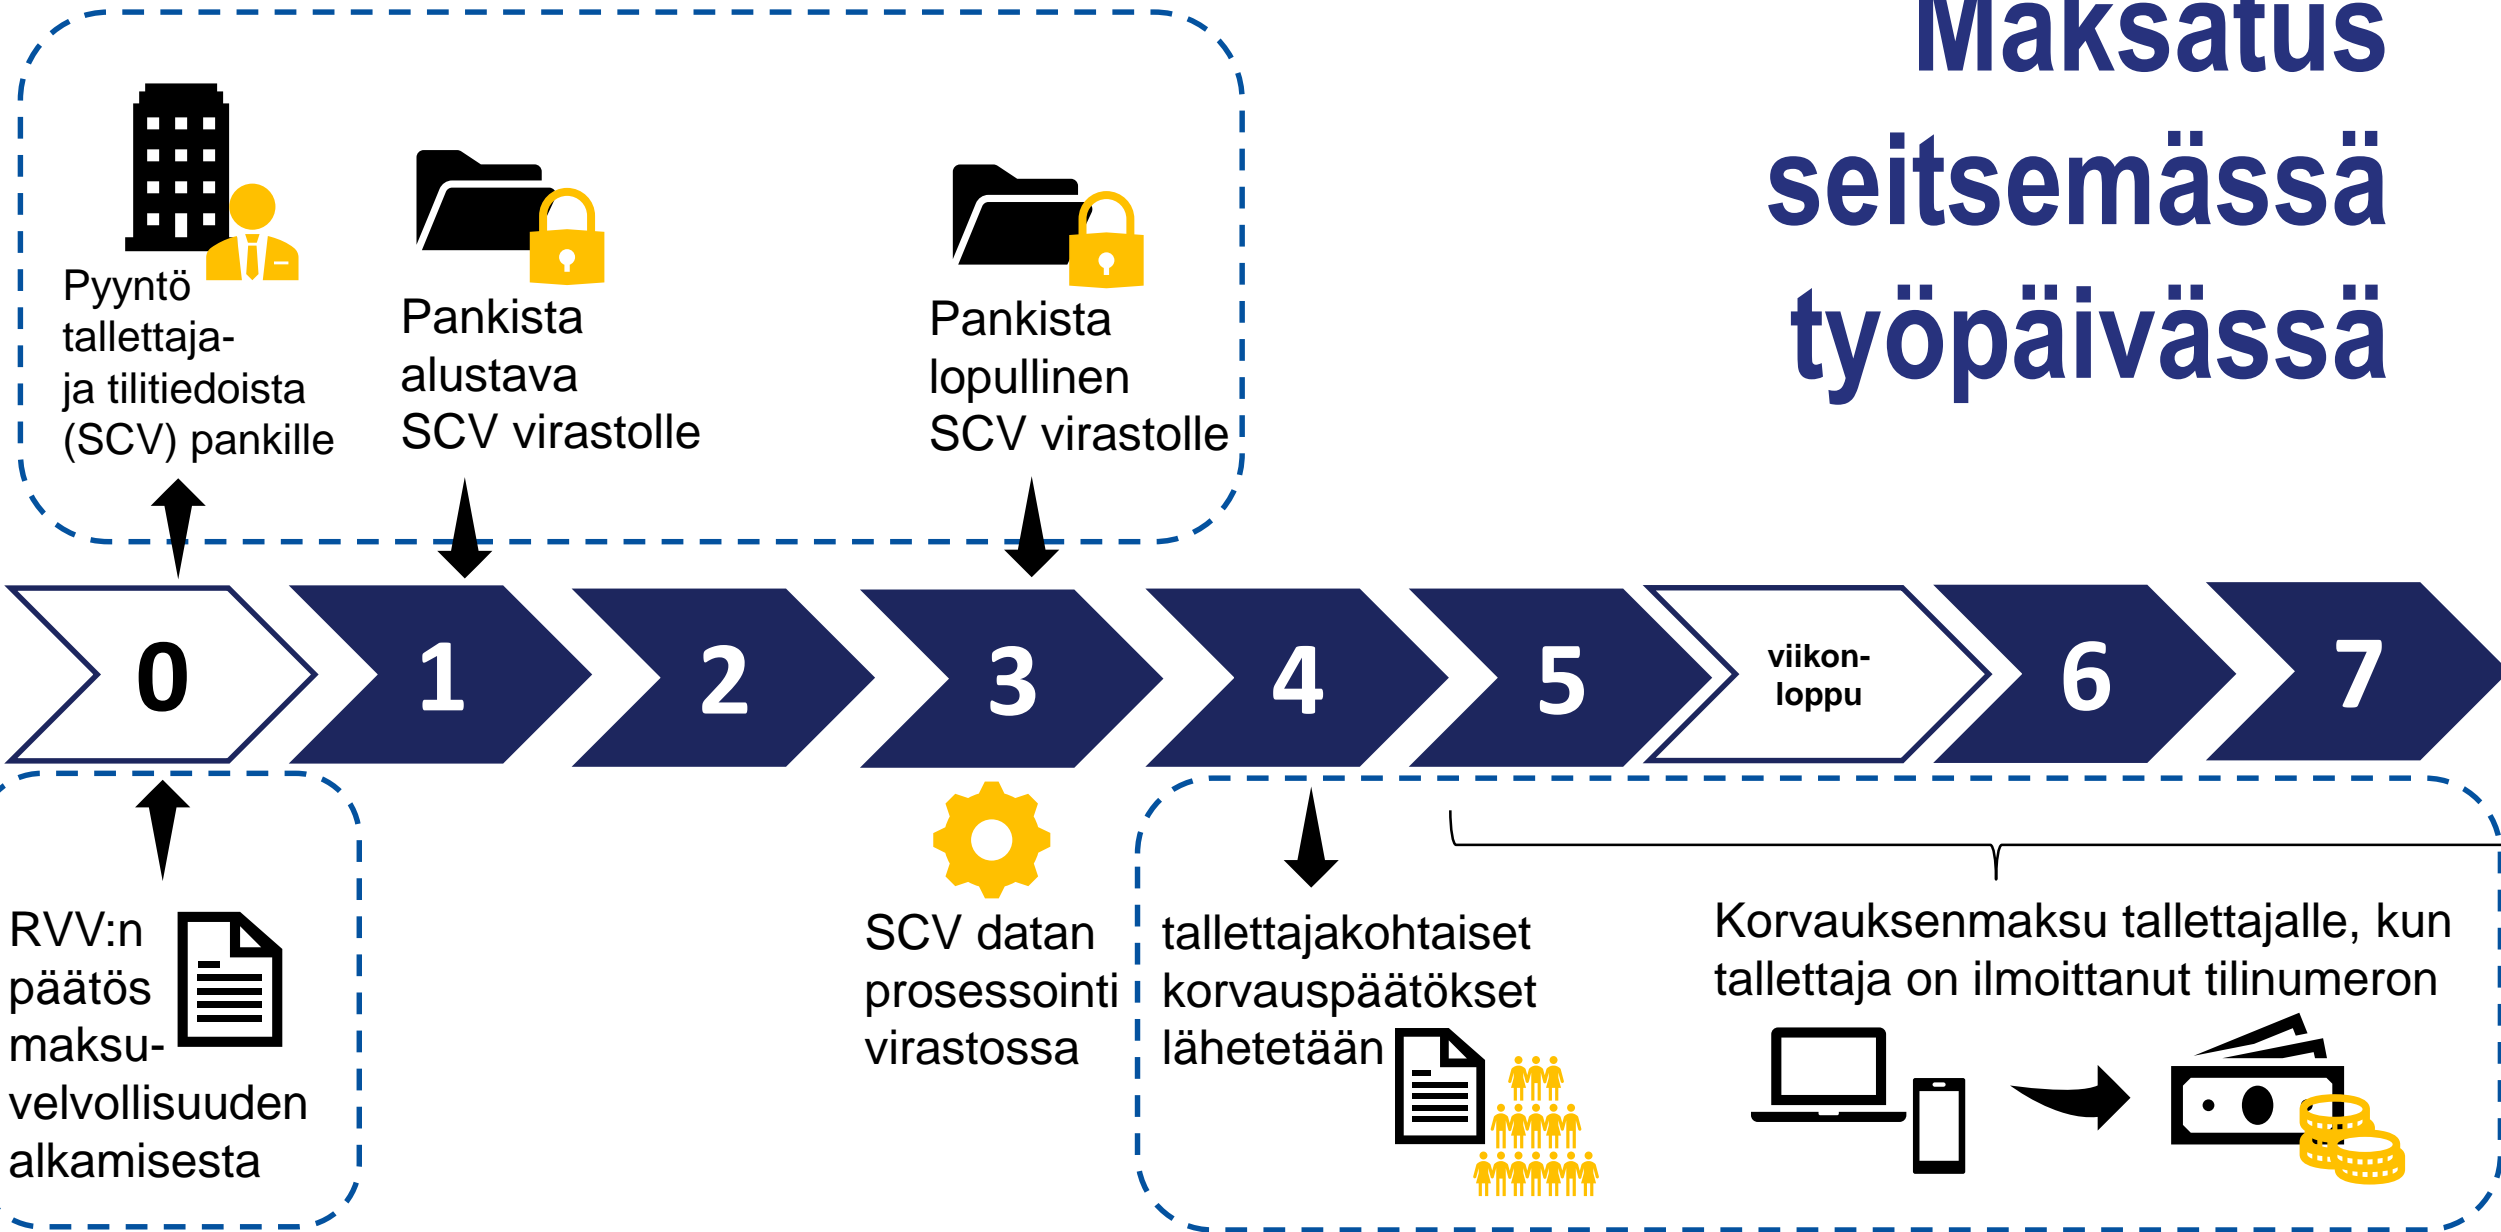 Maksatus
seitsemässä
työpäivässä
Pyyntö
tallettaja-
ja tilitiedoista
(SCV) pankille
Pankista
alustava
SCV virastolle
Pankista
lopullinen
SCV virastolle
0
1
2
3
4
5
viikon-
loppu
6
7
RVV:n
päätös
maksu-
velvollisuuden
alkamisesta
SCV datan
prosessointi
virastossa
tallettajakohtaiset
korvauspäätökset
lähetetään
Korvauksenmaksu tallettajalle, kun
tallettaja on ilmoittanut tilinumeron